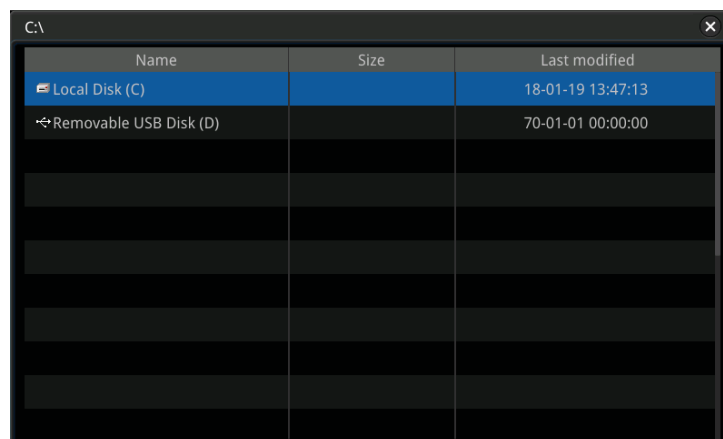 C:\
Name Size Last modified
Local Disk (C) 18-01-19 13:47:13
Removable USB Disk (D) 70-01-01 00:00:00